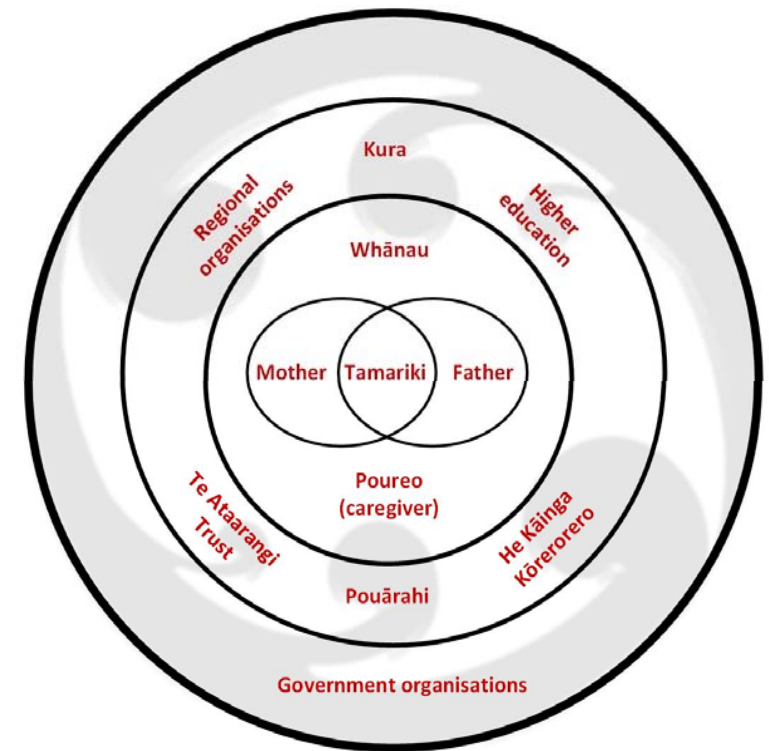 Kura
Regional
organisations
Higher
education
Whānau
Mother
Tamariki
Father
Poureo
(caregiver)
Te Ataarangi
Trust
He Kāinga
Kōrerorero
Pouārahi
Government organisations